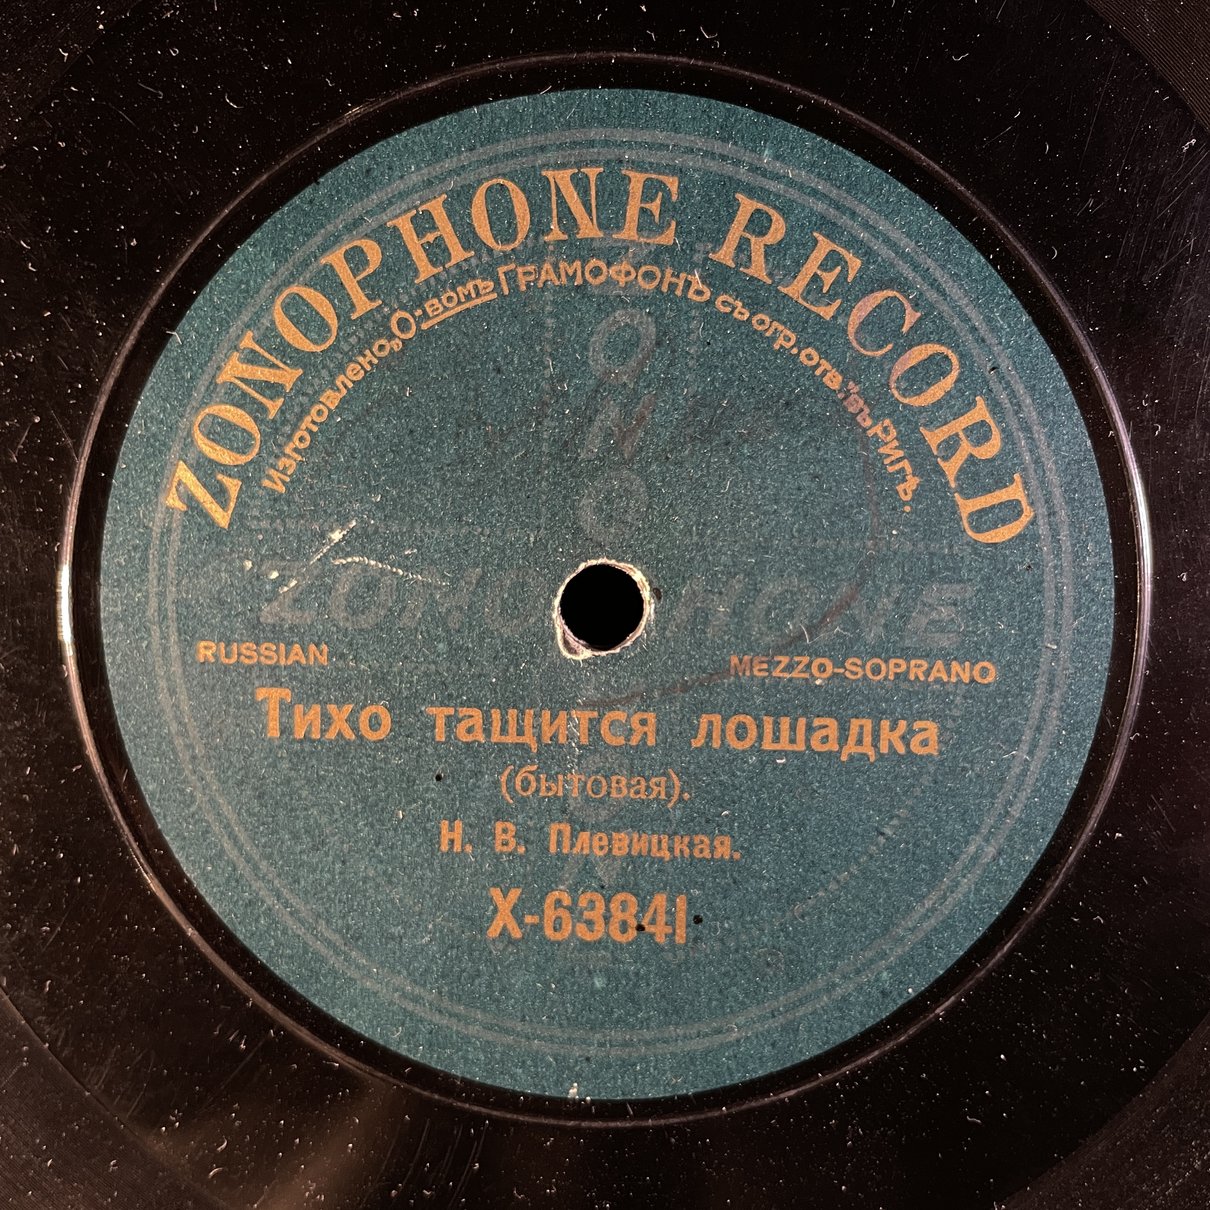 ZONOPHONE RECORD
Изготовлено „О-вомъ ГРАМОФОНЪ съ огр. отв.“ въ Ригѣ.
ZONOPHONE
RUSSIAN
MEZZO-SOPRANO
Тихо тащится лошадка
(бытовая).
Н. В. Плевицкая.
X-63841